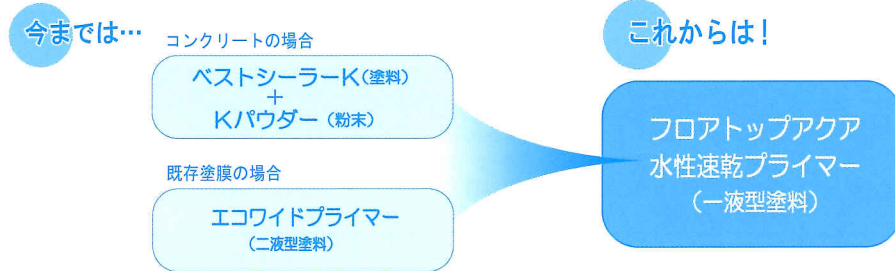 今までは…
コンクリートの場合
ベストシーラーK(塗料)
+
Kパウダー(粉末)
既存塗膜の場合
エコワイドプライマー
(二液型塗料)
これからは!
フロアトップアクア
水性速乾プライマー
(一液型塗料)